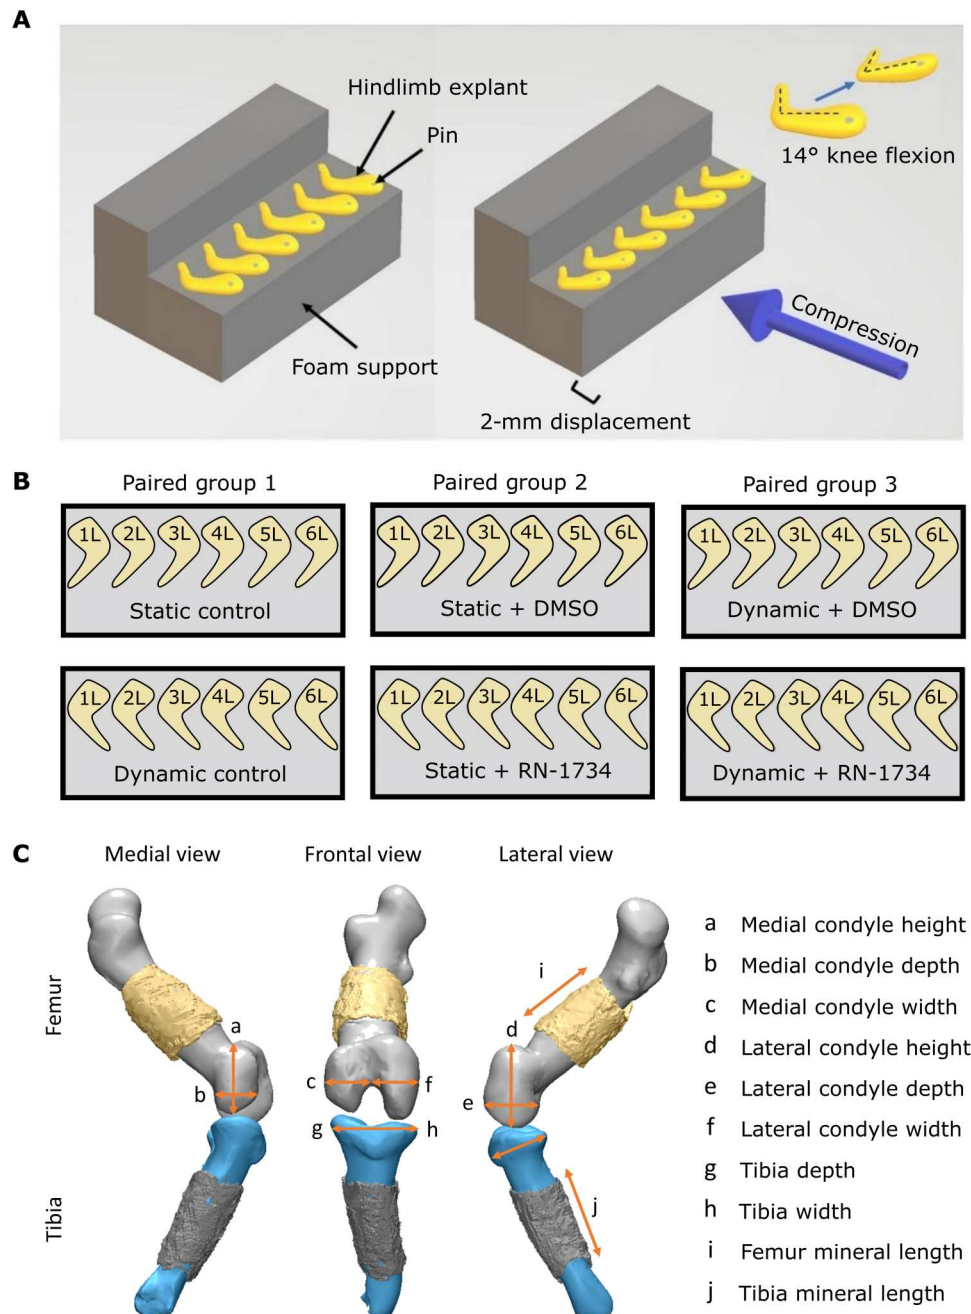 A
Hindlimb explant
Pin
Foam support
14° knee flexion
Compression
2-mm displacement
B
Paired group 1
Paired group 2
Paired group 3
1L 2L 3L 4L 5L 6L
Static control
1L 2L 3L 4L 5L 6L
Static + DMSO
1L 2L 3L 4L 5L 6L
Dynamic + DMSO
1L 2L 3L 4L 5L 6L
Dynamic control
1L 2L 3L 4L 5L 6L
Static + RN-1734
1L 2L 3L 4L 5L 6L
Dynamic + RN-1734
C
Medial view
Frontal view
Lateral view
Femur
Tibia
a
b
c
f
g
h
i
d
e
j
a Medial condyle height
b Medial condyle depth
c Medial condyle width
d Lateral condyle height
e Lateral condyle depth
f Lateral condyle width
g Tibia depth
h Tibia width
i Femur mineral length
j Tibia mineral length